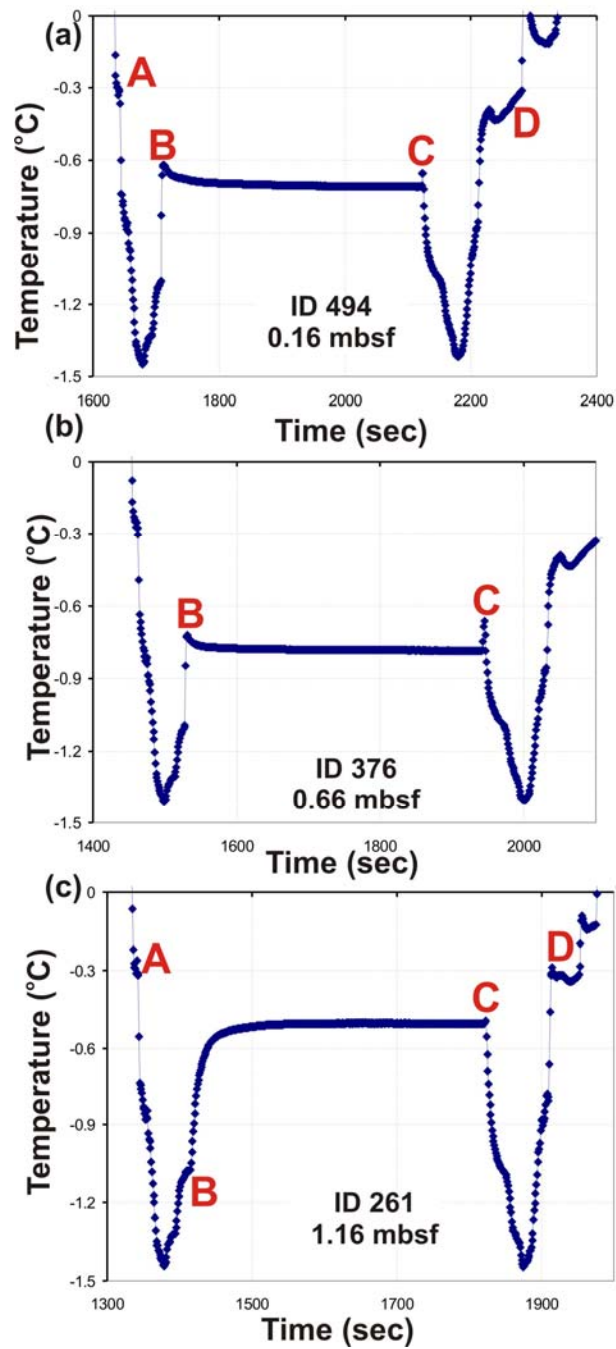 (a)
0
-0.3
-0.6
-0.9
-1.2
-1.5
Temperature (°C)
A
B
C
D
ID 494
0.16 mbsf
1600 1800 2000 2200 2400
Time (sec)
(b)
0
-0.3
-0.6
-0.9
-1.2
-1.5
Temperature (°C)
B
C
ID 376
0.66 mbsf
1400 1600 1800 2000
Time (sec)
(c)
0
-0.3
-0.6
-0.9
-1.2
-1.5
Temperature (°C)
A
B
C
D
ID 261
1.16 mbsf
1300 1500 1700 1900
Time (sec)